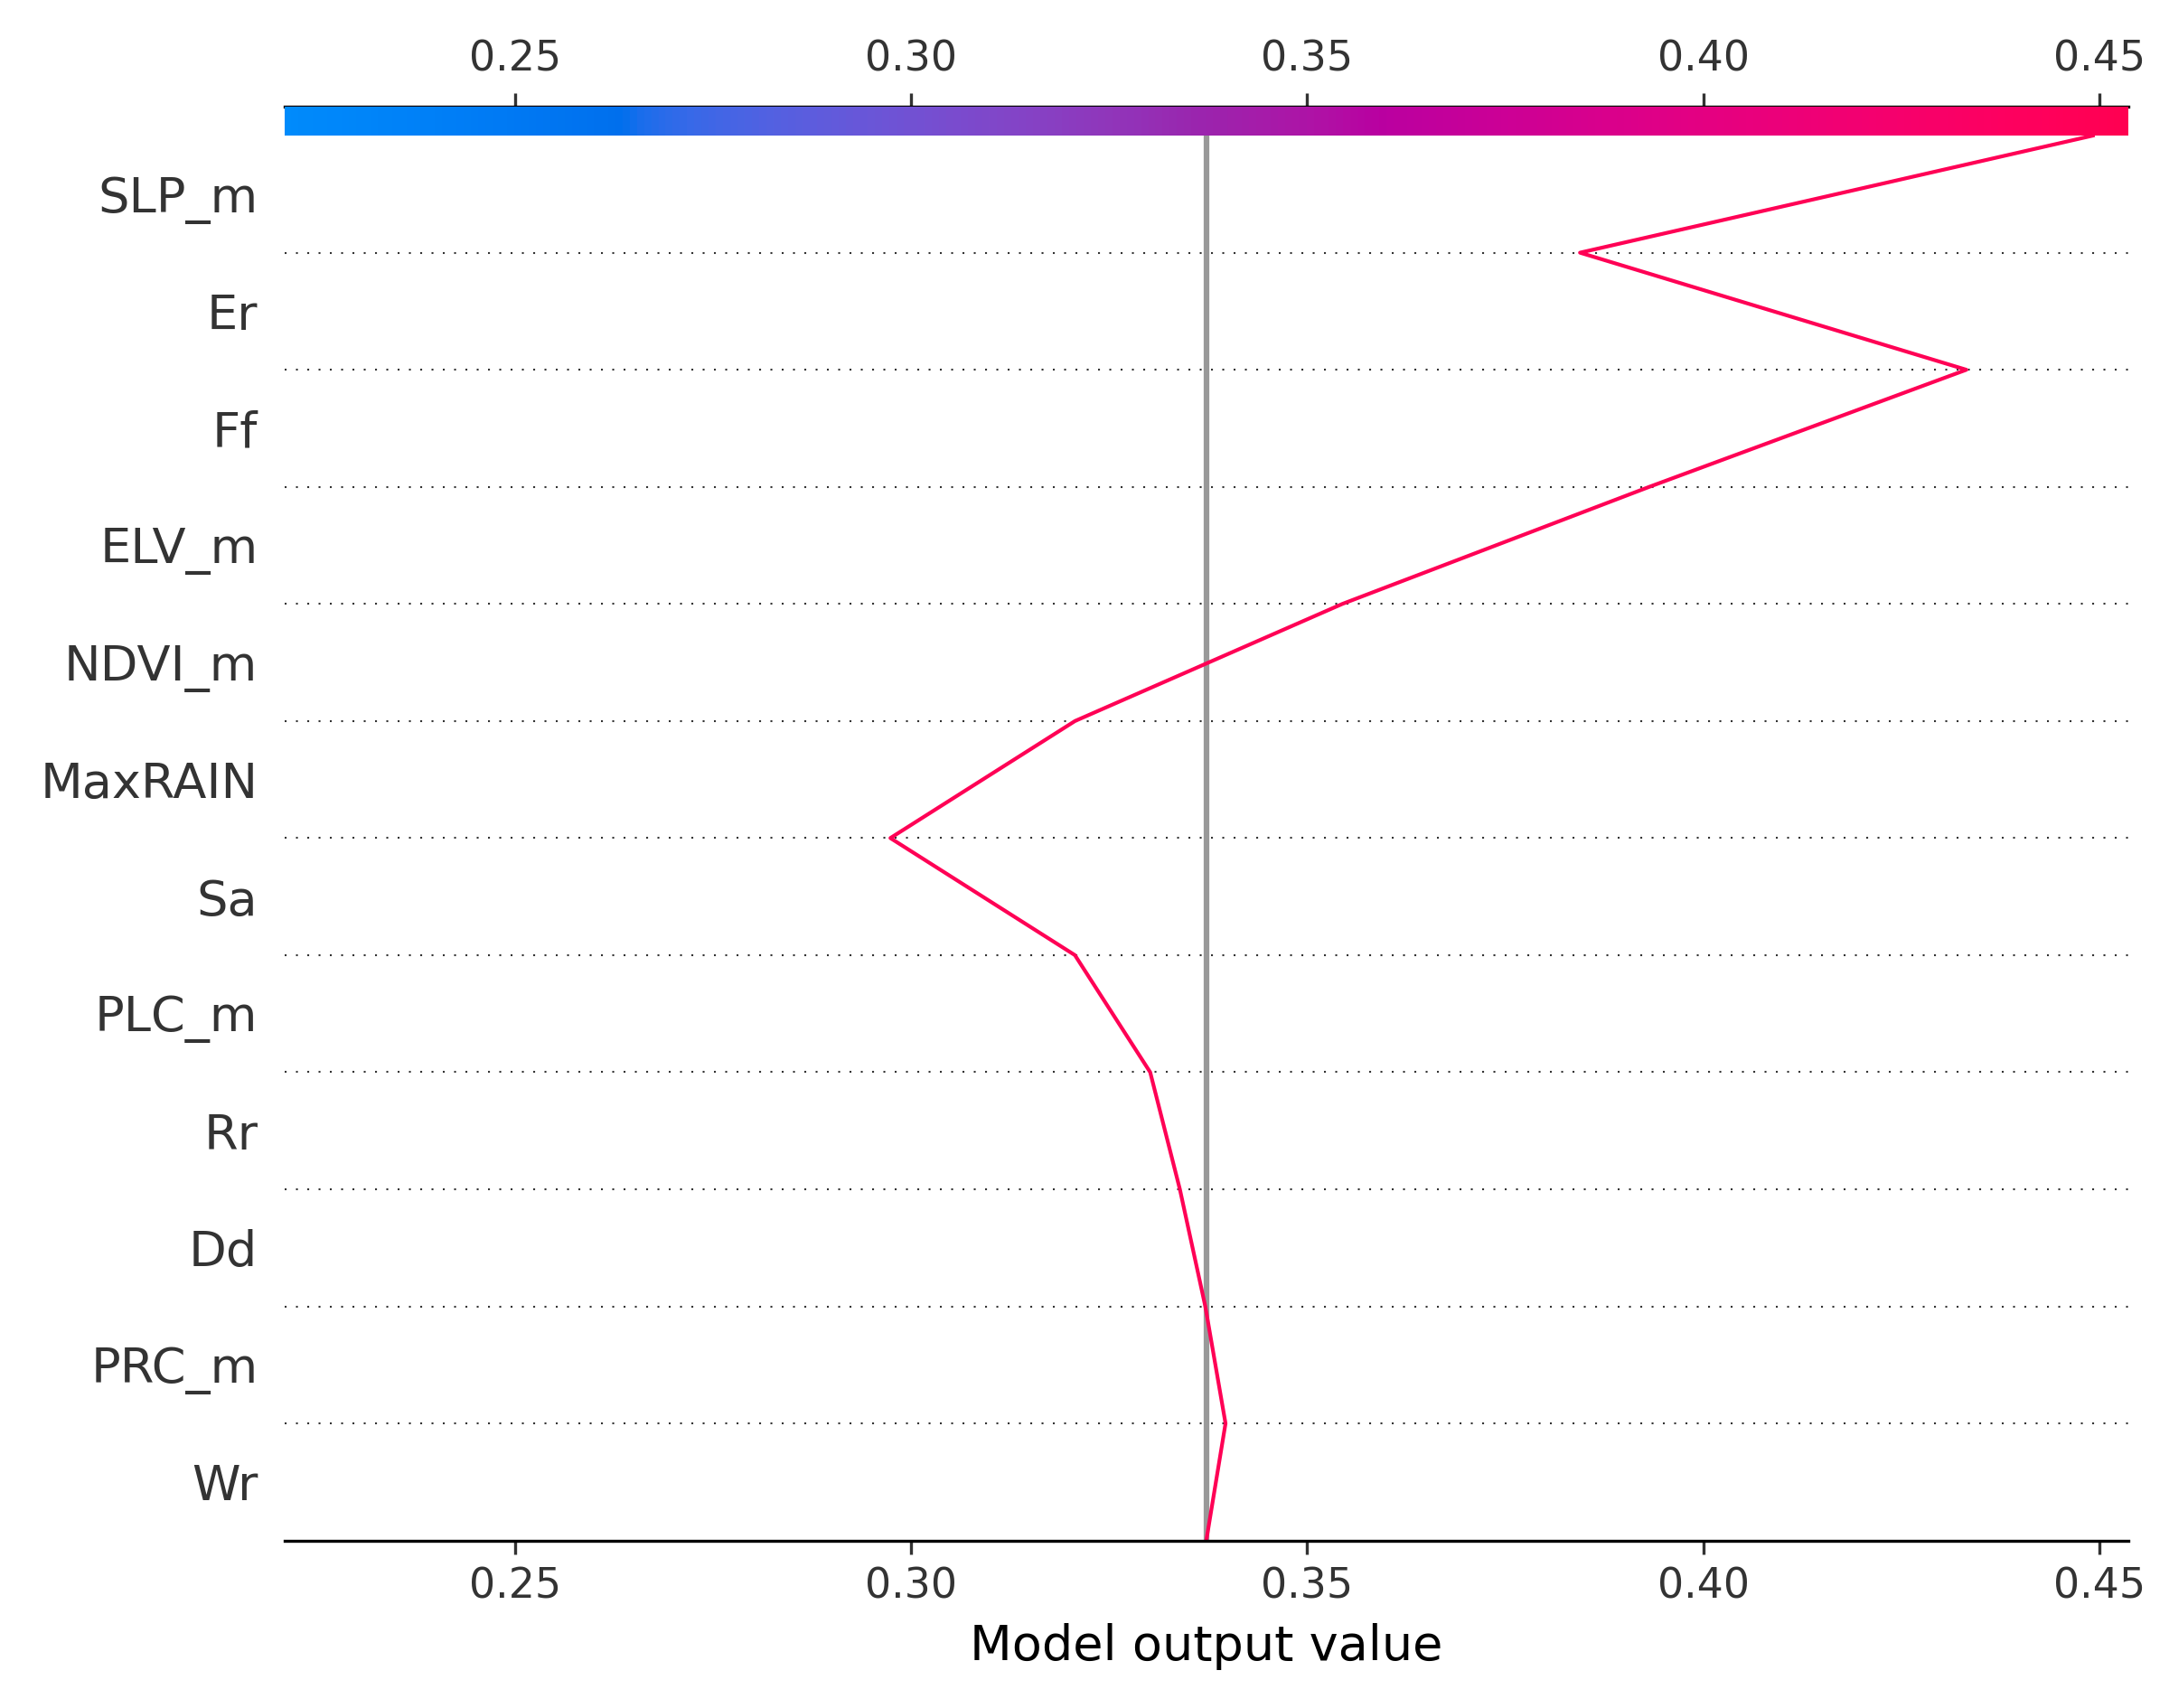 0.25 0.30 0.35 0.40 0.45
SLP_m
Er
Ff
ELV_m
NDVI_m
MaxRAIN
Sa
PLC_m
Rr
Dd
PRC_m
Wr
0.25 0.30 0.35 0.40 0.45
Model output value